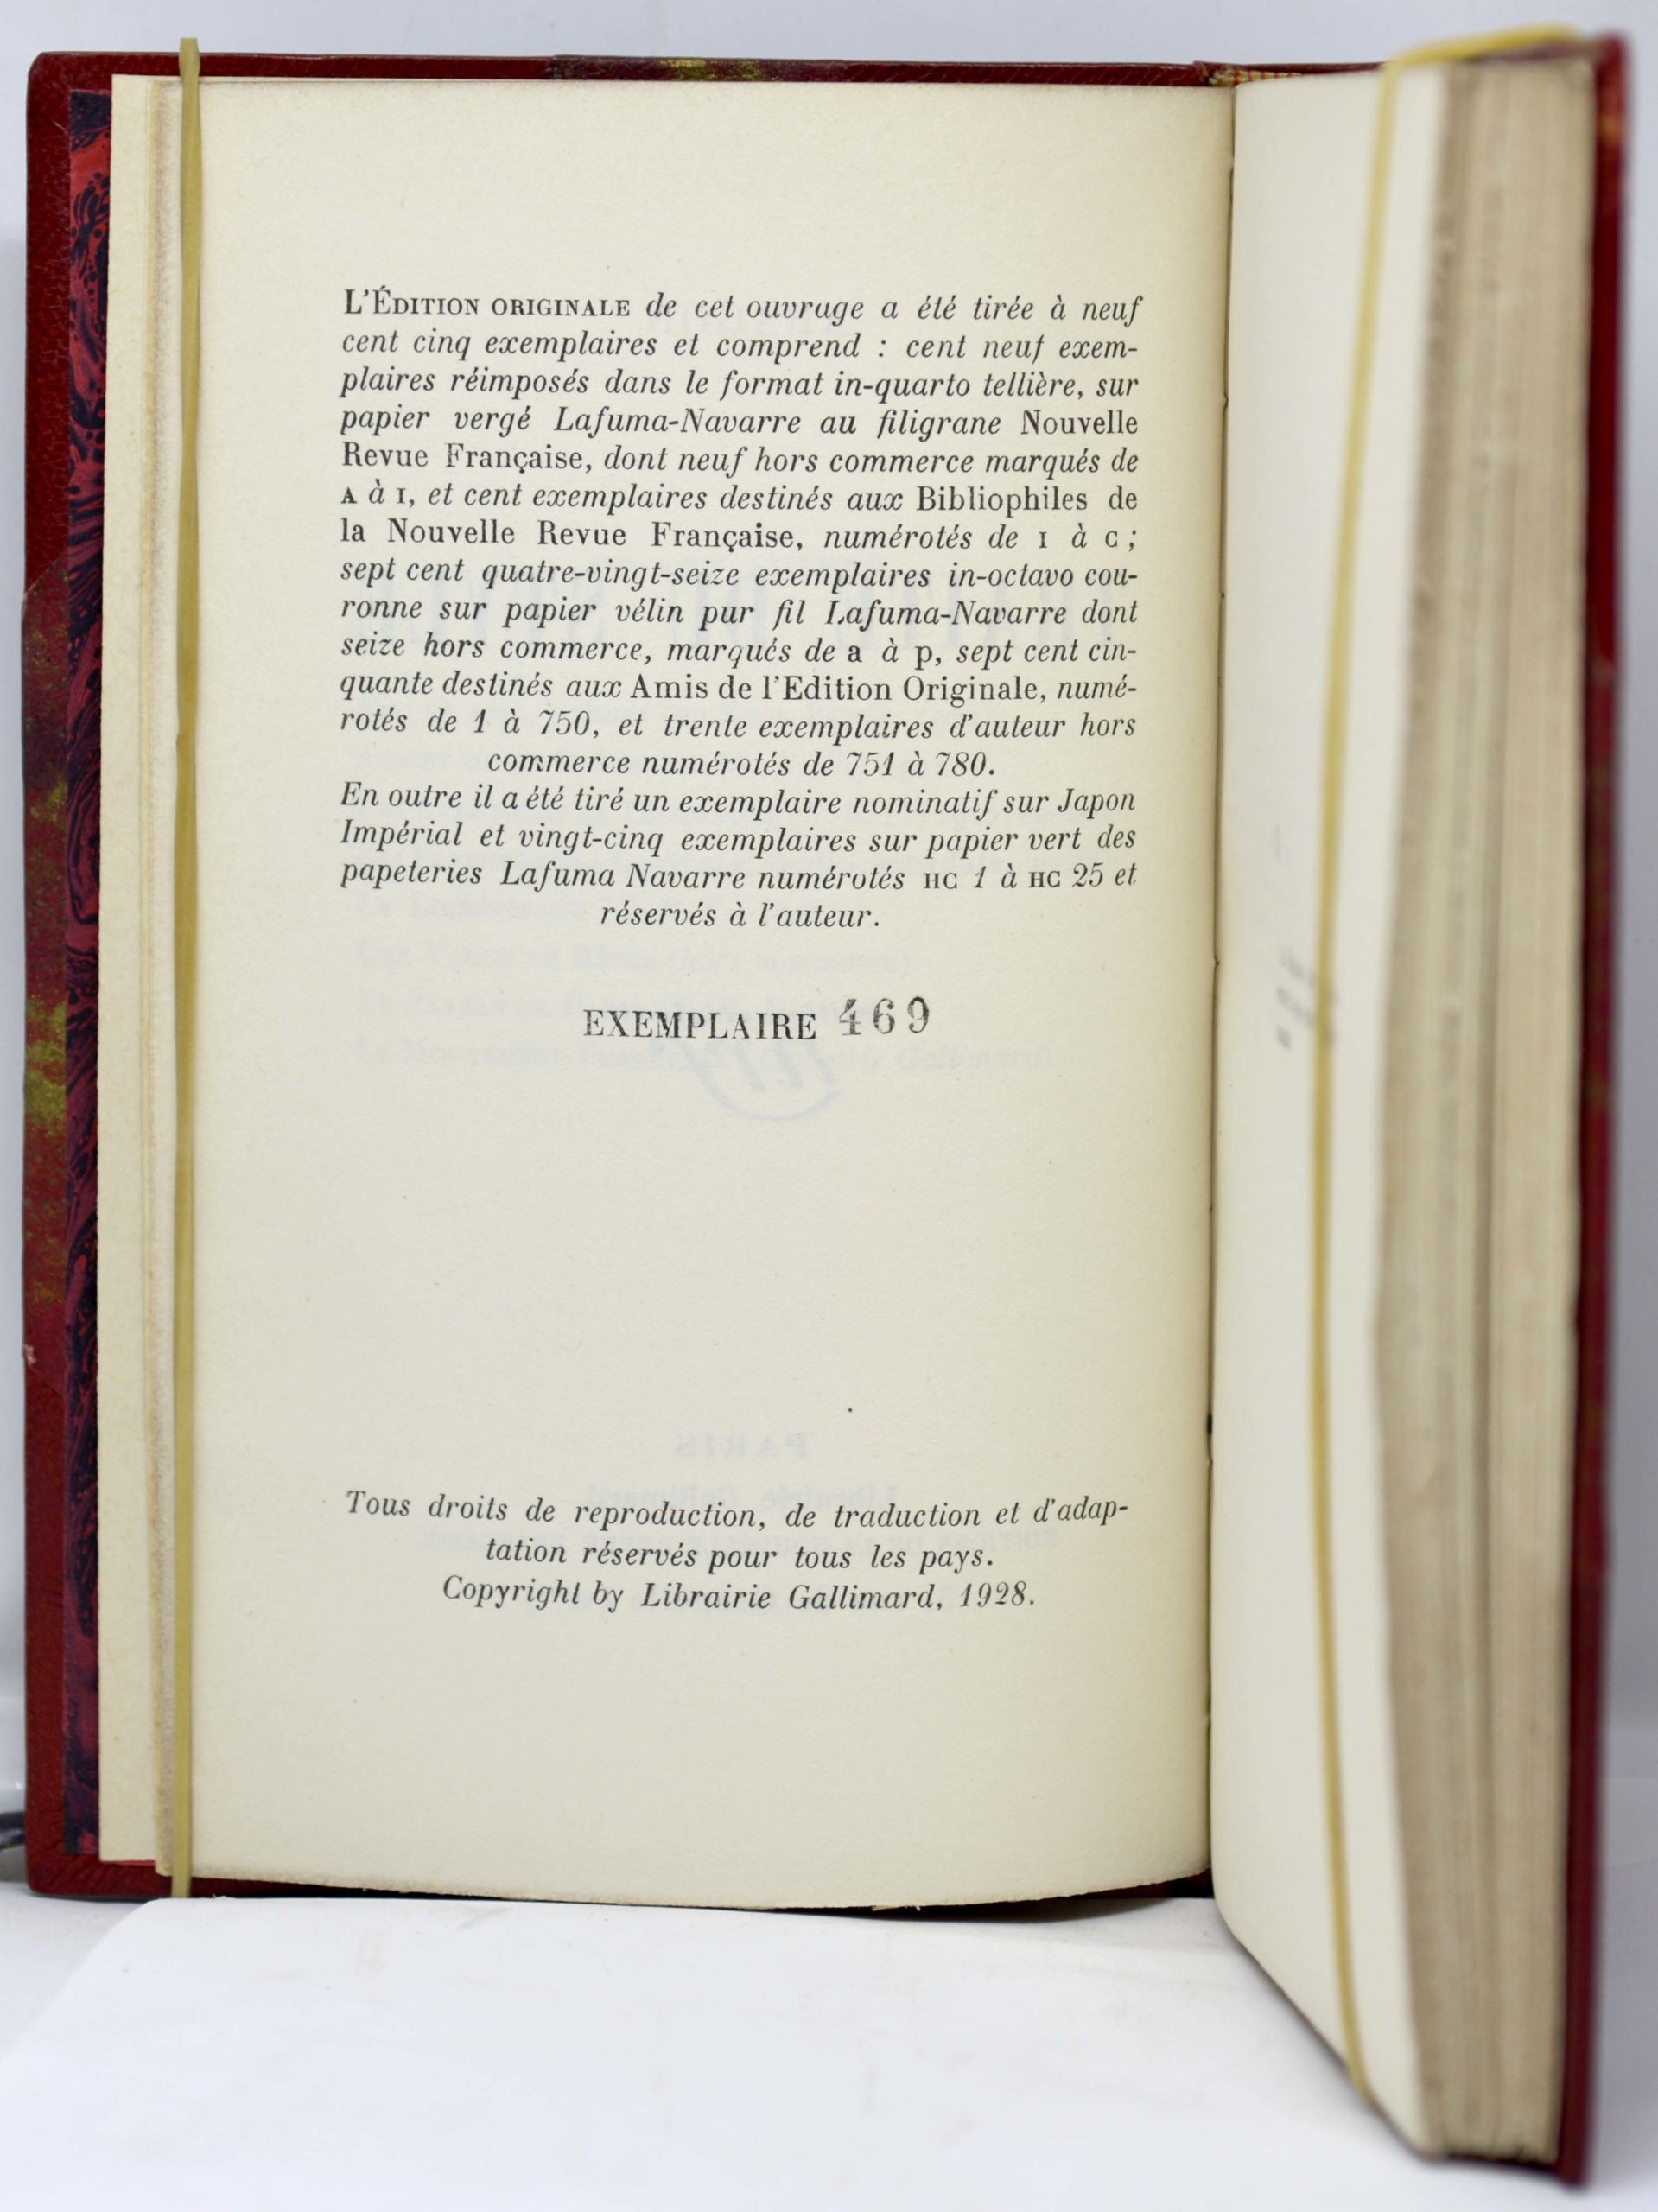 L'ÉDITION ORIGINALE de cet ouvrage a été tirée à neuf
cent cinq exemplaires et comprend : cent neuf exem-
plaires réimposés dans le format in-quarto tellière, sur
papier vergé Lafuma-Navarre au filigrane Nouvelle
Revue Française, dont neuf hors commerce marqués de
A à I, et cent exemplaires destinés aux Bibliophiles de
la Nouvelle Revue Française, numérotés de I à C ;
sept cent quatre-vingt-seize exemplaires in-octavo cou-
ronne sur papier vélin pur fil Lafuma-Navarre dont
seize hors commerce, marqués de a à p, sept cent cin-
quante destinés aux Amis de l'Edition Originale, numé-
rotés de 1 à 750, et trente exemplaires d'auteur hors
commerce numérotés de 751 à 780.
En outre il a été tiré un exemplaire nominatif sur Japon
Impérial et vingt-cinq exemplaires sur papier vert des
papeteries Lafuma Navarre numérotés HC 1 à HC 25 et
réservés à l'auteur.
EXEMPLAIRE 469
Tous droits de reproduction, de traduction et d'adap-
tation réservés pour tous les pays.
Copyright by Librairie Gallimard, 1928.